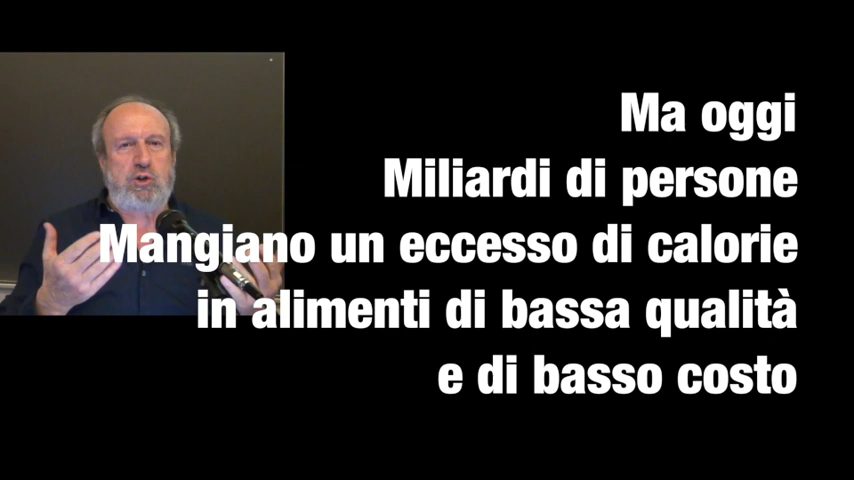 Ma oggi
Miliardi di persone
Mangiano un eccesso di calorie
in alimenti di bassa qualità
e di basso costo